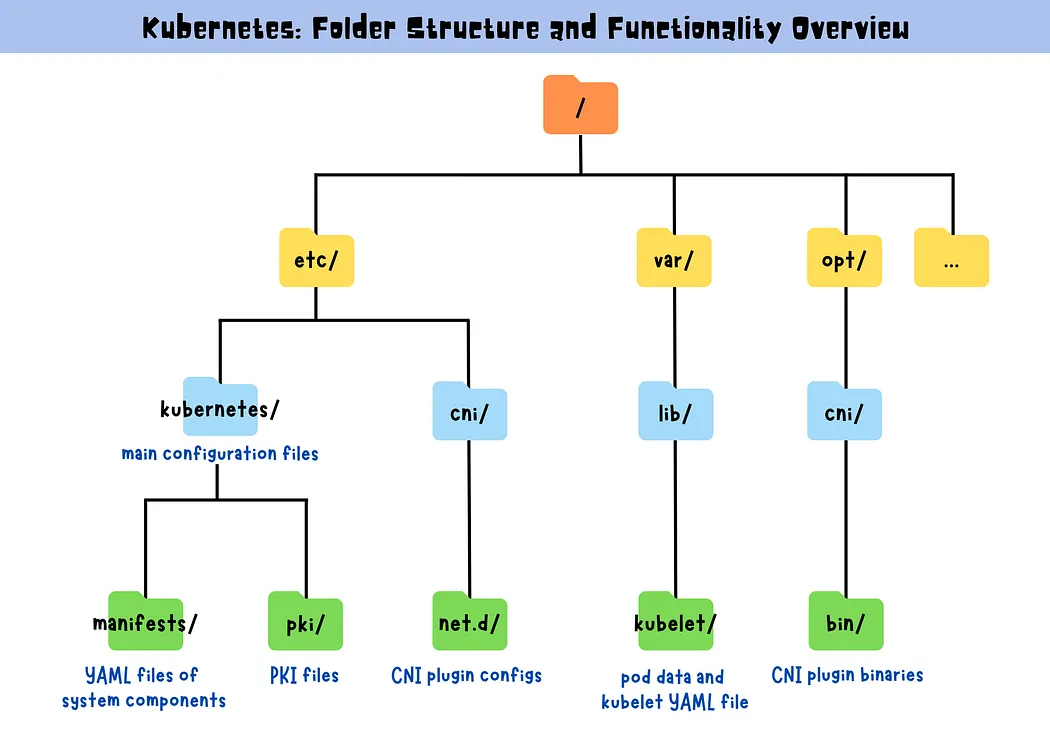 Kubernetes: Folder Structure and Functionality Overview
/
etc/
var/
opt/
...
kubernetes/
cni/
lib/
cni/
main configuration files
manifests/
pki/
net.d/
kubelet/
bin/
YAML files of
system components
PKI files
CNI plugin configs
pod data and
kubelet YAML file
CNI plugin binaries